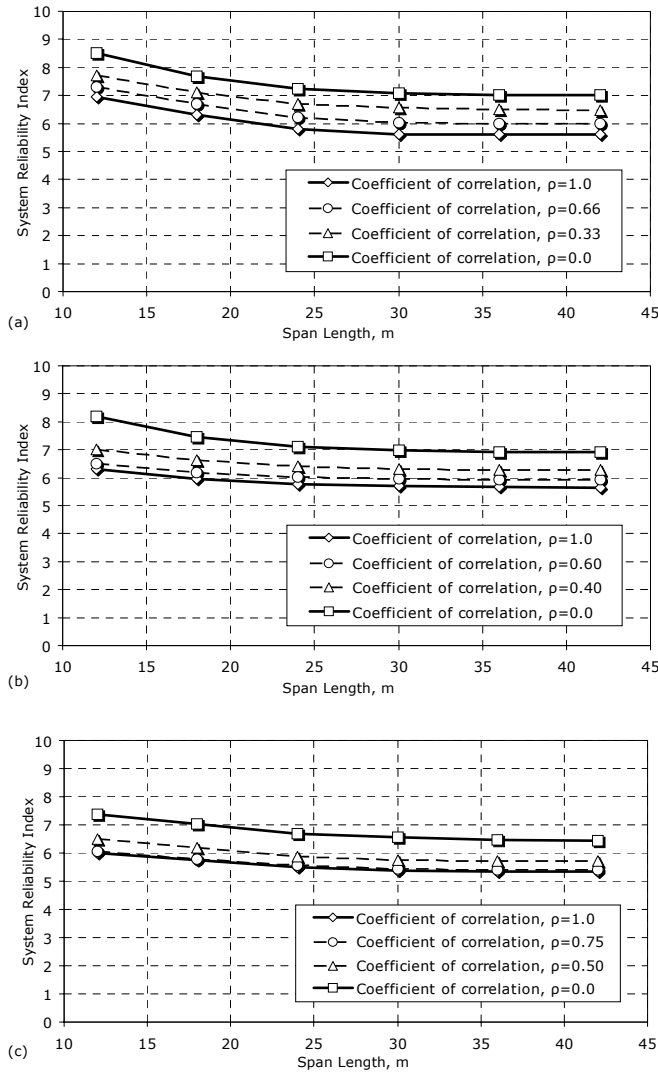 10
9
8
7
6
5
4
3
2
1
0
System Reliability Index
Coefficient of correlation, ρ=1.0
Coefficient of correlation, ρ=0.66
Coefficient of correlation, ρ=0.33
Coefficient of correlation, ρ=0.0
10 15 20 25 30 35 40 45
Span Length, m
(a)
10
9
8
7
6
5
4
3
2
1
0
System Reliability Index
Coefficient of correlation, ρ=1.0
Coefficient of correlation, ρ=0.60
Coefficient of correlation, ρ=0.40
Coefficient of correlation, ρ=0.0
10 15 20 25 30 35 40 45
Span Length, m
(b)
10
9
8
7
6
5
4
3
2
1
0
System Reliability Index
Coefficient of correlation, ρ=1.0
Coefficient of correlation, ρ=0.75
Coefficient of correlation, ρ=0.50
Coefficient of correlation, ρ=0.0
10 15 20 25 30 35 40 45
Span Length, m
(c)